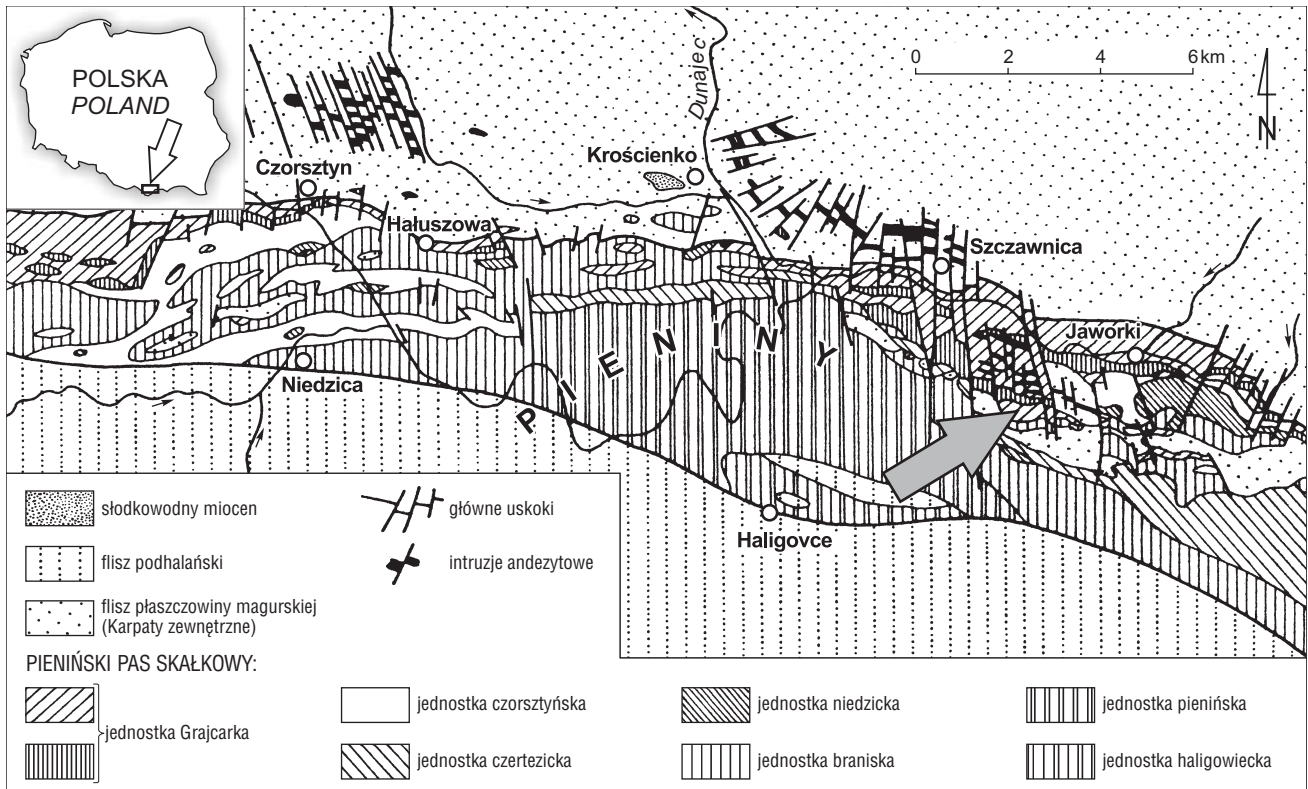 POLSKA
POLAND
Dunajec
0 2 4 6 km
N
Krościenko
Czorsztyn
Hałuszowa
Szczawnica
Jaworki
Niedzica
PIENINY
Haligovce
słodkowodny miocen
główne uskoki
flisz podhalański
intruzje andezytowe
flisz płaszczowiny magurskiej
(Karpaty zewnętrzne)
PIENIŃSKI PAS SKAŁKOWY:
jednostka Grajcarka
jednostka czorsztyńska
jednostka niedzicka
jednostka pienińska
jednostka czertezicka
jednostka braniska
jednostka haligowiecka